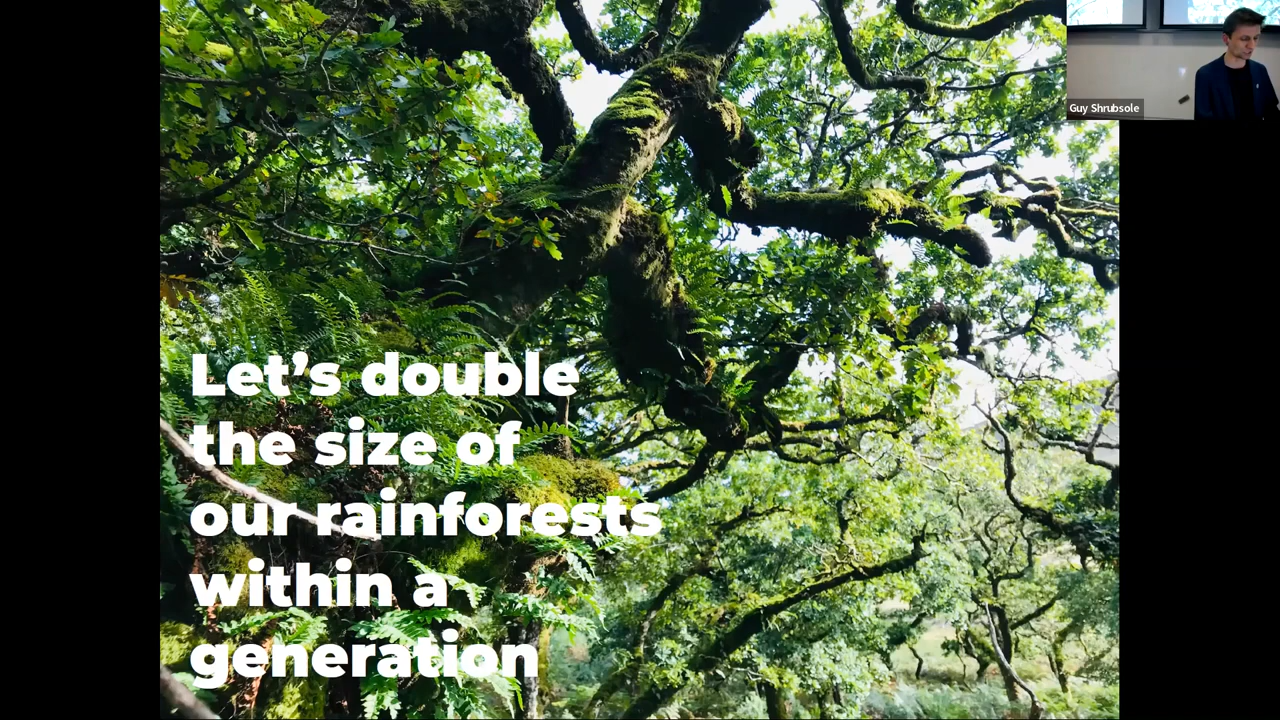 Guy Shrubsole
Let's double
the size of
our rainforests
within a
generation